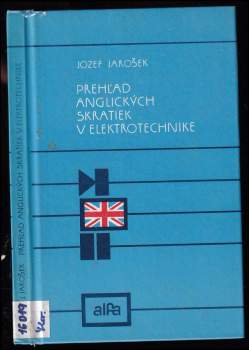 JOZEF JAROŠEK
PREHĽAD
ANGLICKÝCH
SKRATIEK
V ELEKTROTECHNIKE
alfa
J. JAROŠEK PREHĽAD ANGLICKÝCH SKRATIEK V ELEKTROTECHNIKE